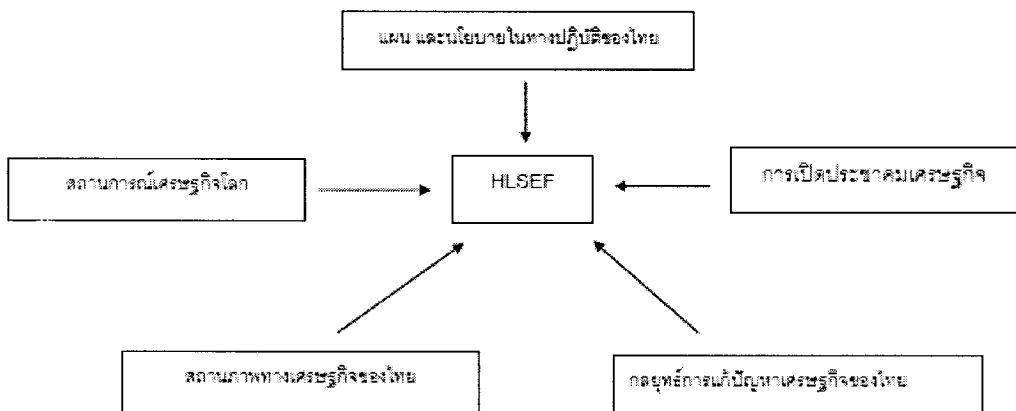 แผน และนโยบายในทางปฏิบัติของไทย
สถานการณ์เศรษฐกิจโลก
HLSEF
การเปิดประชาคมเศรษฐกิจ
สถานภาพทางเศรษฐกิจของไทย
กลยุทธ์การแก้ปัญหาเศรษฐกิจของไทย